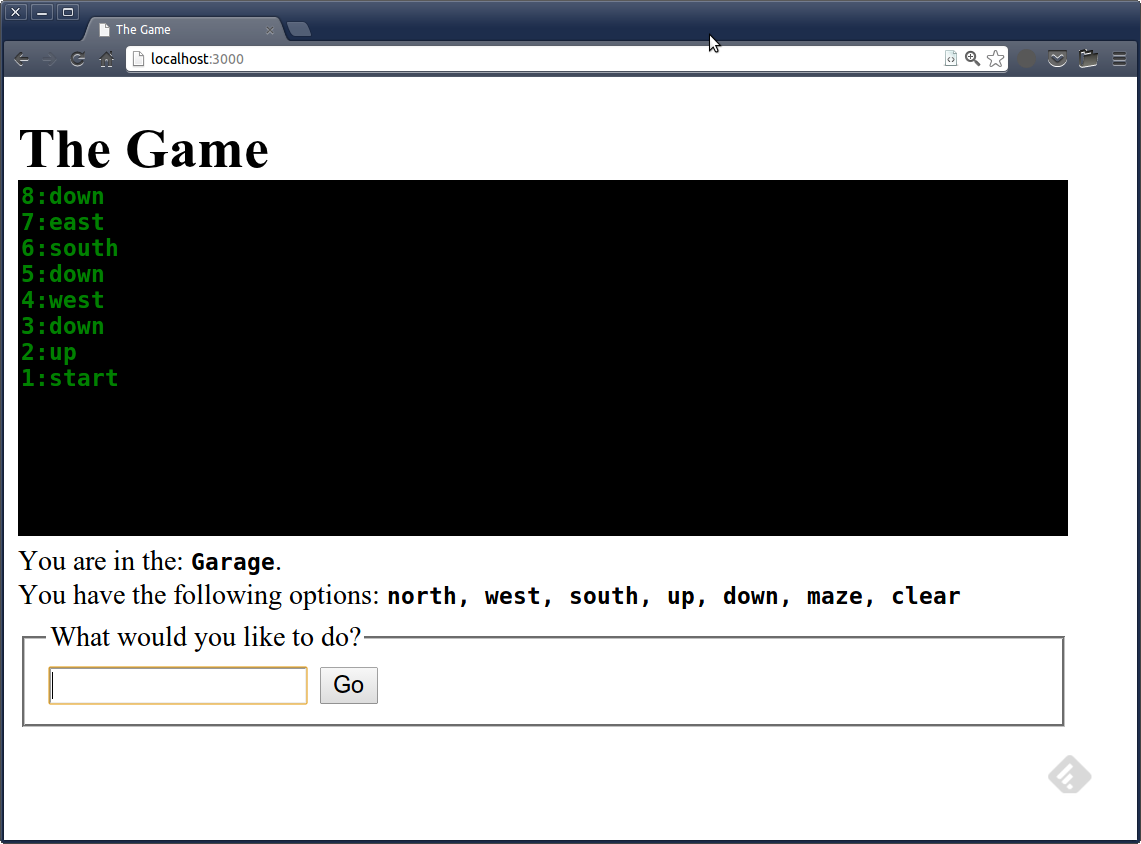 The Game
localhost:3000
The Game
8:down
7:east
6:south
5:down
4:west
3:down
2:up
1:start
You are in the: Garage.
You have the following options: north, west, south, up, down, maze, clear
What would you like to do?
Go